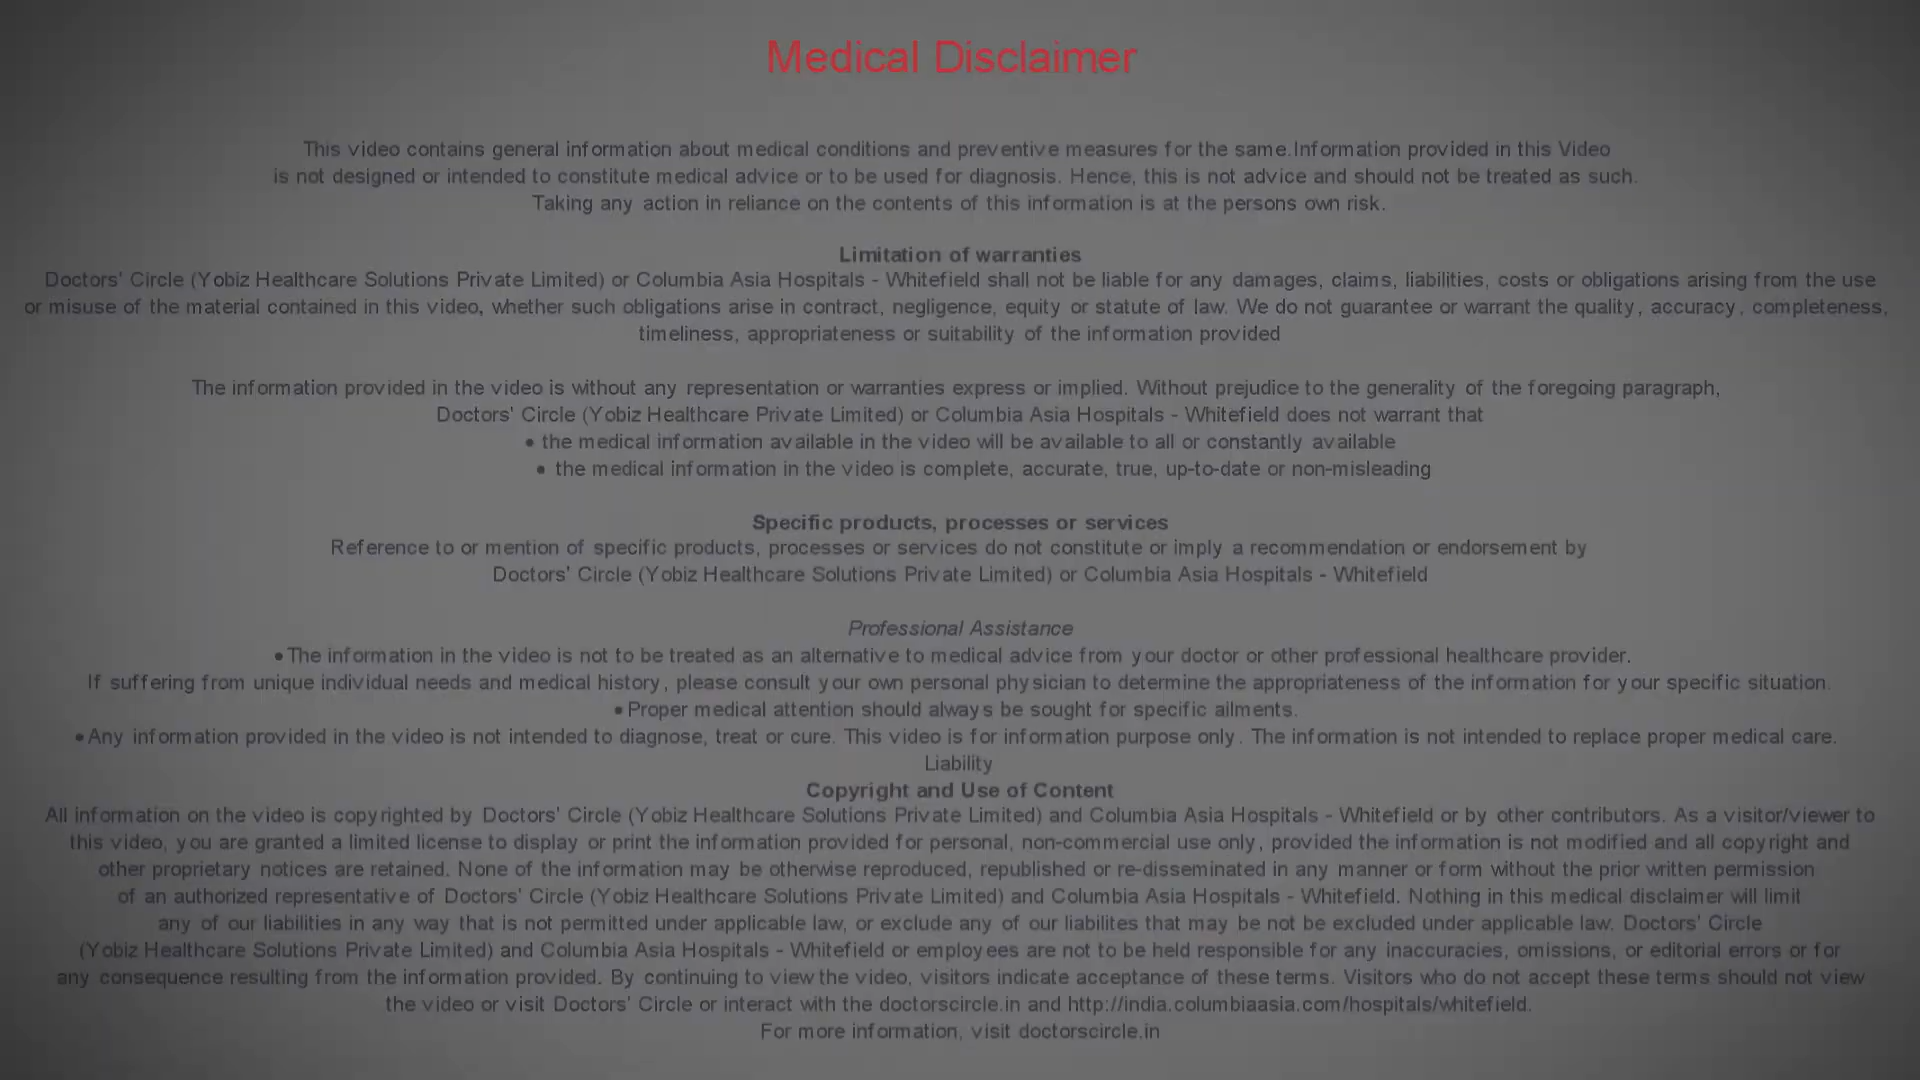 Medical Disclaimer
This video contains general information about medical conditions and preventive measures for the same.Information provided in this Video
is not designed or intended to constitute medical advice or to be used for diagnosis. Hence, this is not advice and should not be treated as such.
Taking any action in reliance on the contents of this information is at the persons own risk.
Limitation of warranties
Doctors' Circle (Yobiz Healthcare Solutions Private Limited) or Columbia Asia Hospitals - Whitefield shall not be liable for any damages, claims, liabilities, costs or obligations arising from the use
or misuse of the material contained in this video, whether such obligations arise in contract, negligence, equity or statute of law. We do not guarantee or warrant the quality, accuracy, completeness,
timeliness, appropriateness or suitability of the information provided
The information provided in the video is without any representation or warranties express or implied. Without prejudice to the generality of the foregoing paragraph,
Doctors' Circle (Yobiz Healthcare Private Limited) or Columbia Asia Hospitals - Whitefield does not warrant that
• the medical information available in the video will be available to all or constantly available
• the medical information in the video is complete, accurate, true, up-to-date or non-misleading
Specific products, processes or services
Reference to or mention of specific products, processes or services do not constitute or imply a recommendation or endorsement by
Doctors' Circle (Yobiz Healthcare Solutions Private Limited) or Columbia Asia Hospitals - Whitefield
Professional Assistance
•The information in the video is not to be treated as an alternative to medical advice from your doctor or other professional healthcare provider.
If suffering from unique individual needs and medical history, please consult your own personal physician to determine the appropriateness of the information for your specific situation.
•Proper medical attention should always be sought for specific ailments.
•Any information provided in the video is not intended to diagnose, treat or cure. This video is for information purpose only. The information is not intended to replace proper medical care.
Liability
Copyright and Use of Content
All information on the video is copyrighted by Doctors' Circle (Yobiz Healthcare Solutions Private Limited) and Columbia Asia Hospitals - Whitefield or by other contributors. As a visitor/viewer to
this video, you are granted a limited license to display or print the information provided for personal, non-commercial use only, provided the information is not modified and all copyright and
other proprietary notices are retained. None of the information may be otherwise reproduced, republished or re-disseminated in any manner or form without the prior written permission
of an authorized representative of Doctors' Circle (Yobiz Healthcare Solutions Private Limited) and Columbia Asia Hospitals - Whitefield. Nothing in this medical disclaimer will limit
any of our liabilities in any way that is not permitted under applicable law, or exclude any of our liabilites that may be not be excluded under applicable law. Doctors' Circle
(Yobiz Healthcare Solutions Private Limited) and Columbia Asia Hospitals - Whitefield or employees are not to be held responsible for any inaccuracies, omissions, or editorial errors or for
any consequence resulting from the information provided. By continuing to view the video, visitors indicate acceptance of these terms. Visitors who do not accept these terms should not view
the video or visit Doctors' Circle or interact with the doctorscircle.in and http://india.columbiaasia.com/hospitals/whitefield.
For more information, visit doctorscircle.in